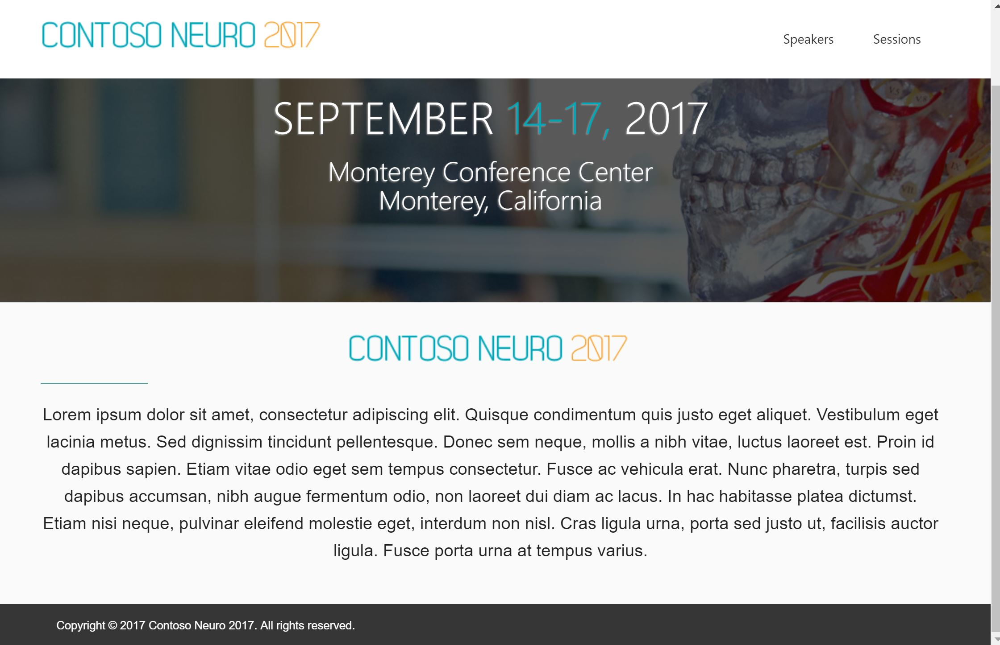 CONTOSO NEURO 2017
Speakers
Sessions
SEPTEMBER 14-17, 2017
V.5
V.8
Monterey Conference Center
IX
VII
Monterey, California
CONTOSO NEURO 2017
Lorem ipsum dolor sit amet, consectetur adipiscing elit. Quisque condimentum quis justo eget aliquet. Vestibulum eget
lacinia metus. Sed dignissim tincidunt pellentesque. Donec sem neque, mollis a nibh vitae, luctus laoreet est. Proin id
dapibus sapien. Etiam vitae odio eget sem tempus consectetur. Fusce ac vehicula erat. Nunc pharetra, turpis sed
dapibus accumsan, nibh augue fermentum odio, non laoreet dui diam ac lacus. In hac habitasse platea dictumst.
Etiam nisi neque, pulvinar eleifend molestie eget, interdum non nisl. Cras ligula urna, porta sed justo ut, facilisis auctor
ligula. Fusce porta urna at tempus varius.
Copyright © 2017 Contoso Neuro 2017. All rights reserved.